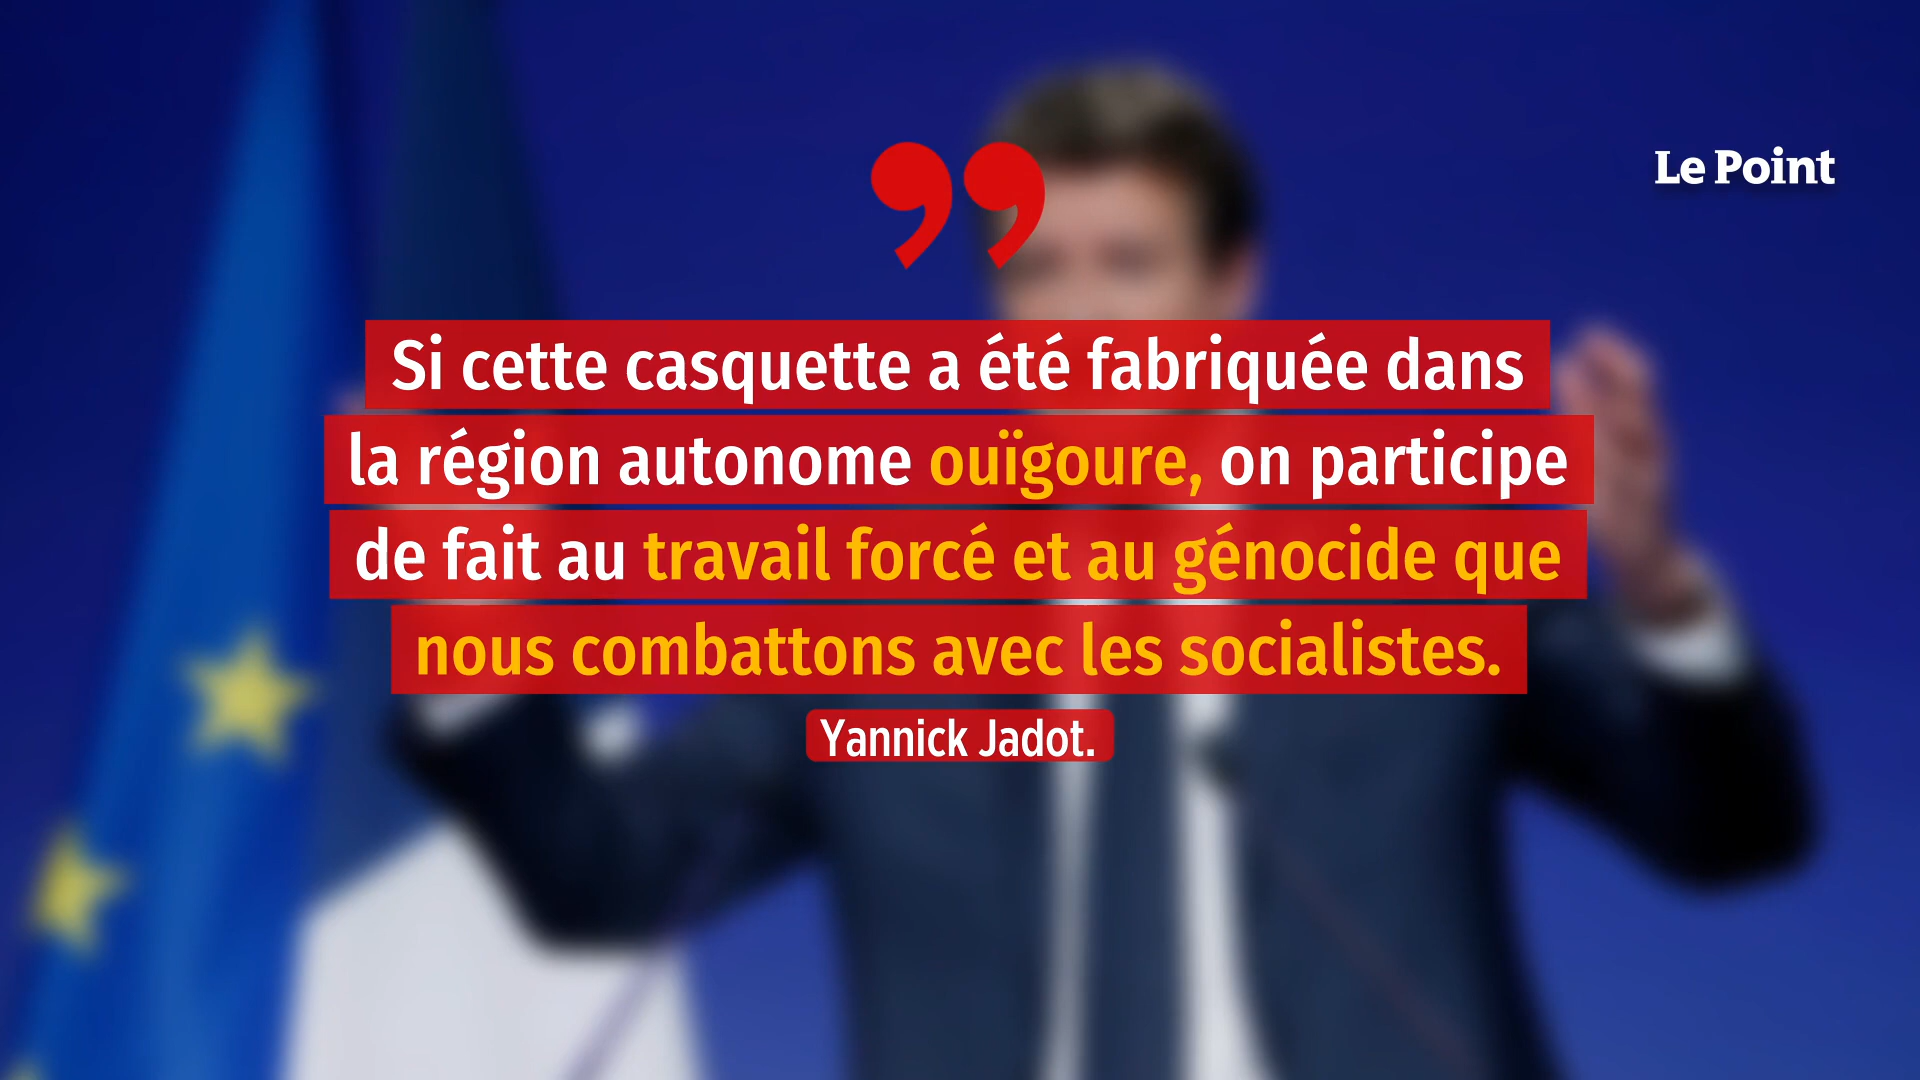 Le Point
Si cette casquette a été fabriquée dans
la région autonome ouïgoure, on participe
de fait au travail forcé et au génocide que
nous combattons avec les socialistes.
Yannick Jadot.